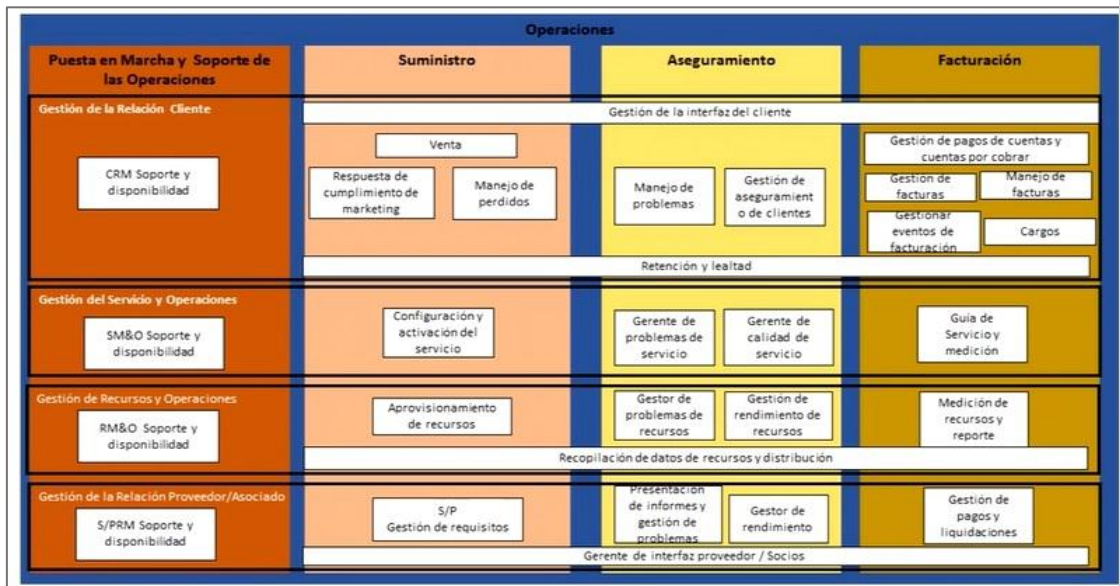 Operaciones
Puesta en Marcha y Soporte de
las Operaciones
Suministro
Aseguramiento
Facturación
Gestión de la Relación Cliente
Gestión de la interfaz del cliente
CRM Soporte y
disponibilidad
Venta
Respuesta de
cumplimiento de
marketing
Manejo de
perdidos
Manejo de
problemas
Gestión de
aseguramient
o de clientes
Gestión de pagos de cuentas y
cuentas por cobrar
Gestión de
facturas
Manejo de
facturas
Gestionar
eventos de
facturación
Cargos
Retención y lealtad
Gestión del Servicio y Operaciones
SM&O Soporte y
disponibilidad
Configuración y
activación del
servicio
Gerente de
problemas de
servicio
Gerente de
calidad de
servicio
Guía de
Servicio y
medición
Gestión de Recursos y Operaciones
RM&O Soporte y
disponibilidad
Aprovisionamiento
de recursos
Gestor de
problemas de
recursos
Gestión de
rendimiento de
recursos
Medición de
recursos y
reporte
Recopilación de datos de recursos y distribución
Gestión de la Relación Proveedor/Asociado
S/PRM Soporte y
disponibilidad
S/P
Gestión de requisitos
Presentación
de informes y
gestión de
problemas
Gestor de
rendimiento
Gestión de
pagos y
liquidaciones
Gerente de interfaz proveedor / Socios